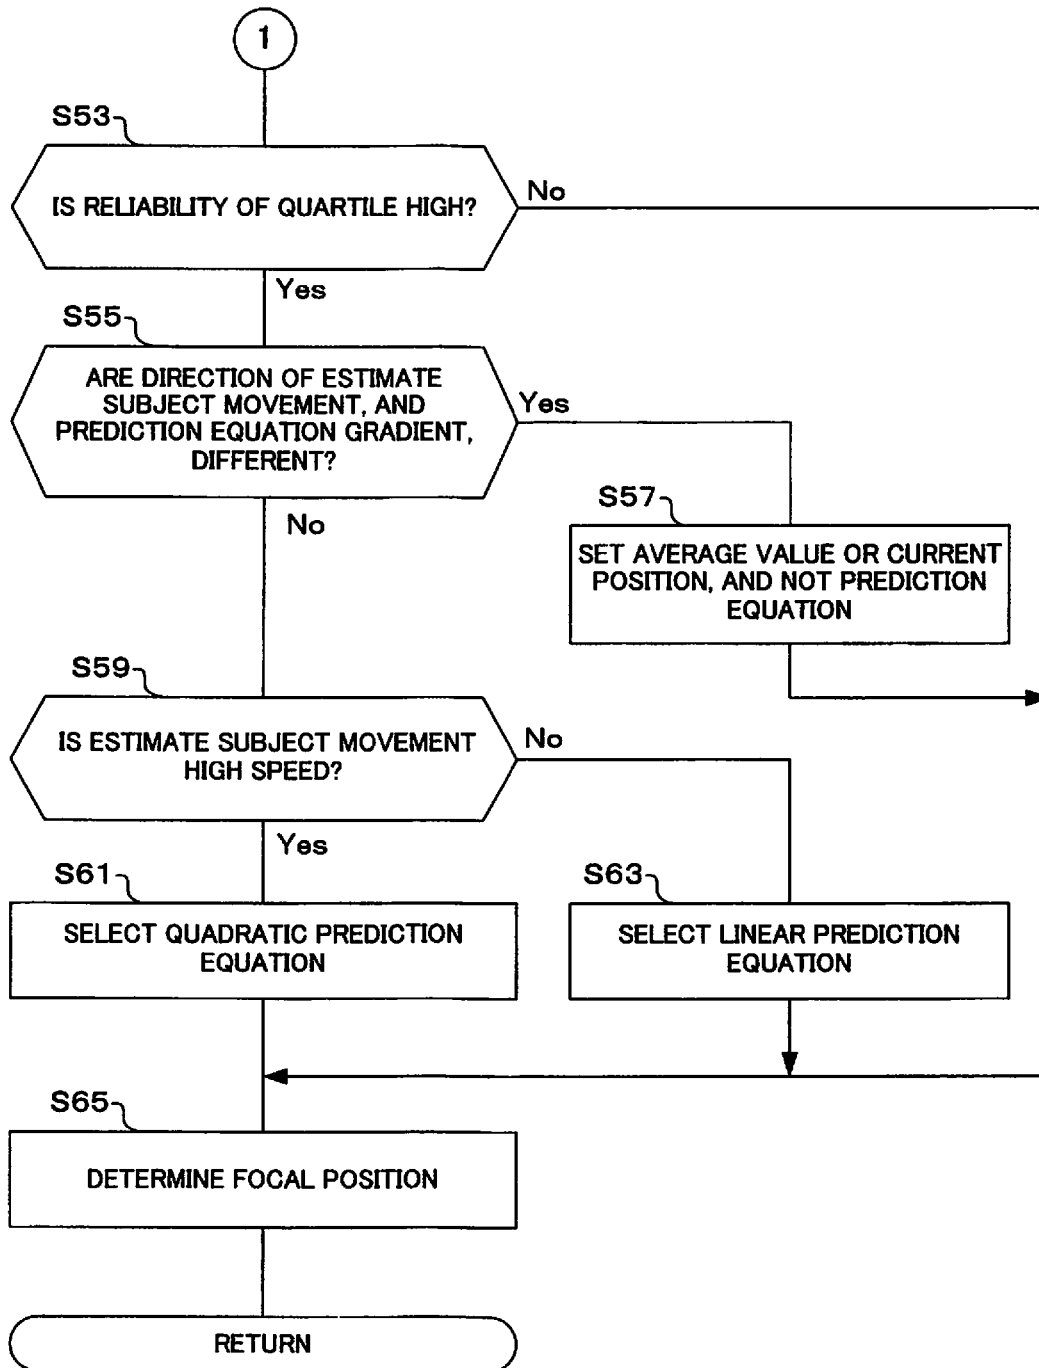 1
S53
IS RELIABILITY OF QUARTILE HIGH?
No
Yes
S55
ARE DIRECTION OF ESTIMATE
SUBJECT MOVEMENT, AND
PREDICTION EQUATION GRADIENT,
DIFFERENT?
Yes
No
S57
SET AVERAGE VALUE OR CURRENT
POSITION, AND NOT PREDICTION
EQUATION
S59
IS ESTIMATE SUBJECT MOVEMENT
HIGH SPEED?
No
Yes
S61
SELECT QUADRATIC PREDICTION
EQUATION
S63
SELECT LINEAR PREDICTION
EQUATION
S65
DETERMINE FOCAL POSITION
RETURN